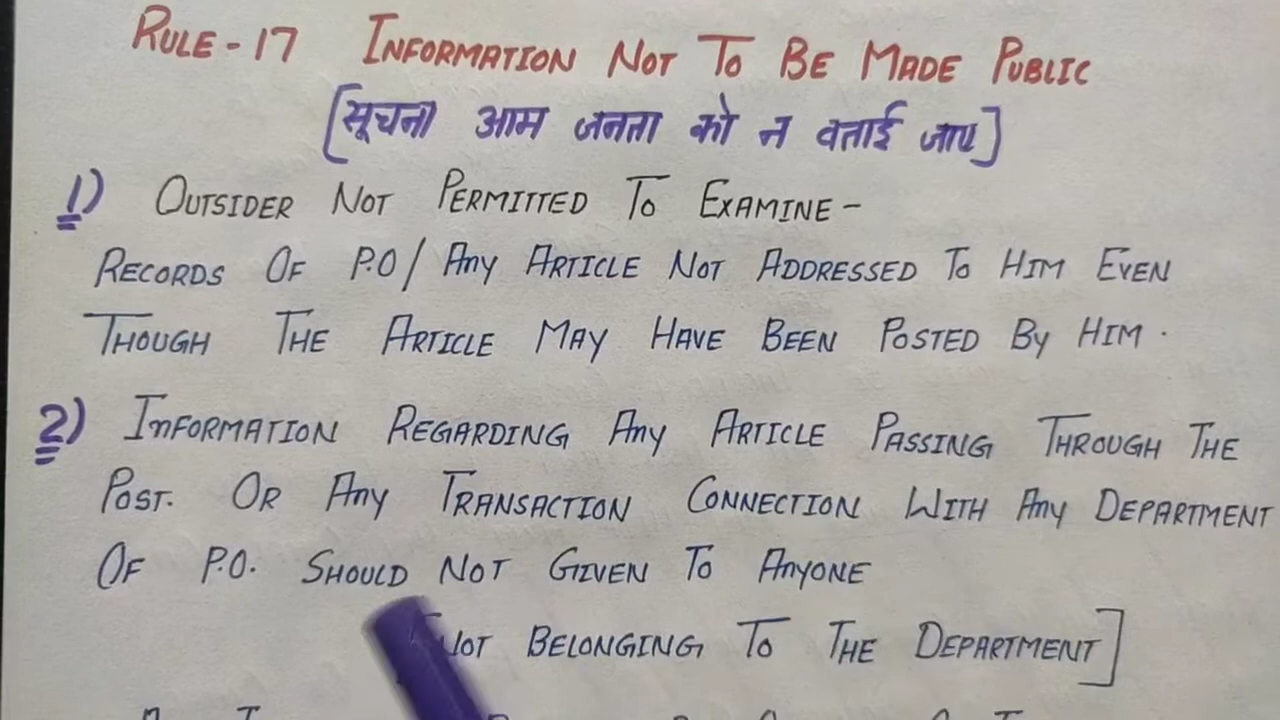 RULE-17 INFORMATION NOT TO BE MADE PUBLIC
[सूचना आम जनता को न बताई जाए]
1) OUTSIDER NOT PERMITTED TO EXAMINE-
RECORDS OF P.O/ ANY ARTICLE NOT ADDRESSED TO HIM EVEN
THOUGH THE ARTICLE MAY HAVE BEEN POSTED BY HIM.
2) INFORMATION REGARDING ANY ARTICLE PASSING THROUGH THE
POST. OR ANY TRANSACTION CONNECTION WITH ANY DEPARTMENT
OF P.O. SHOULD NOT GIVEN TO ANYONE
[NOT BELONGING TO THE DEPARTMENT]